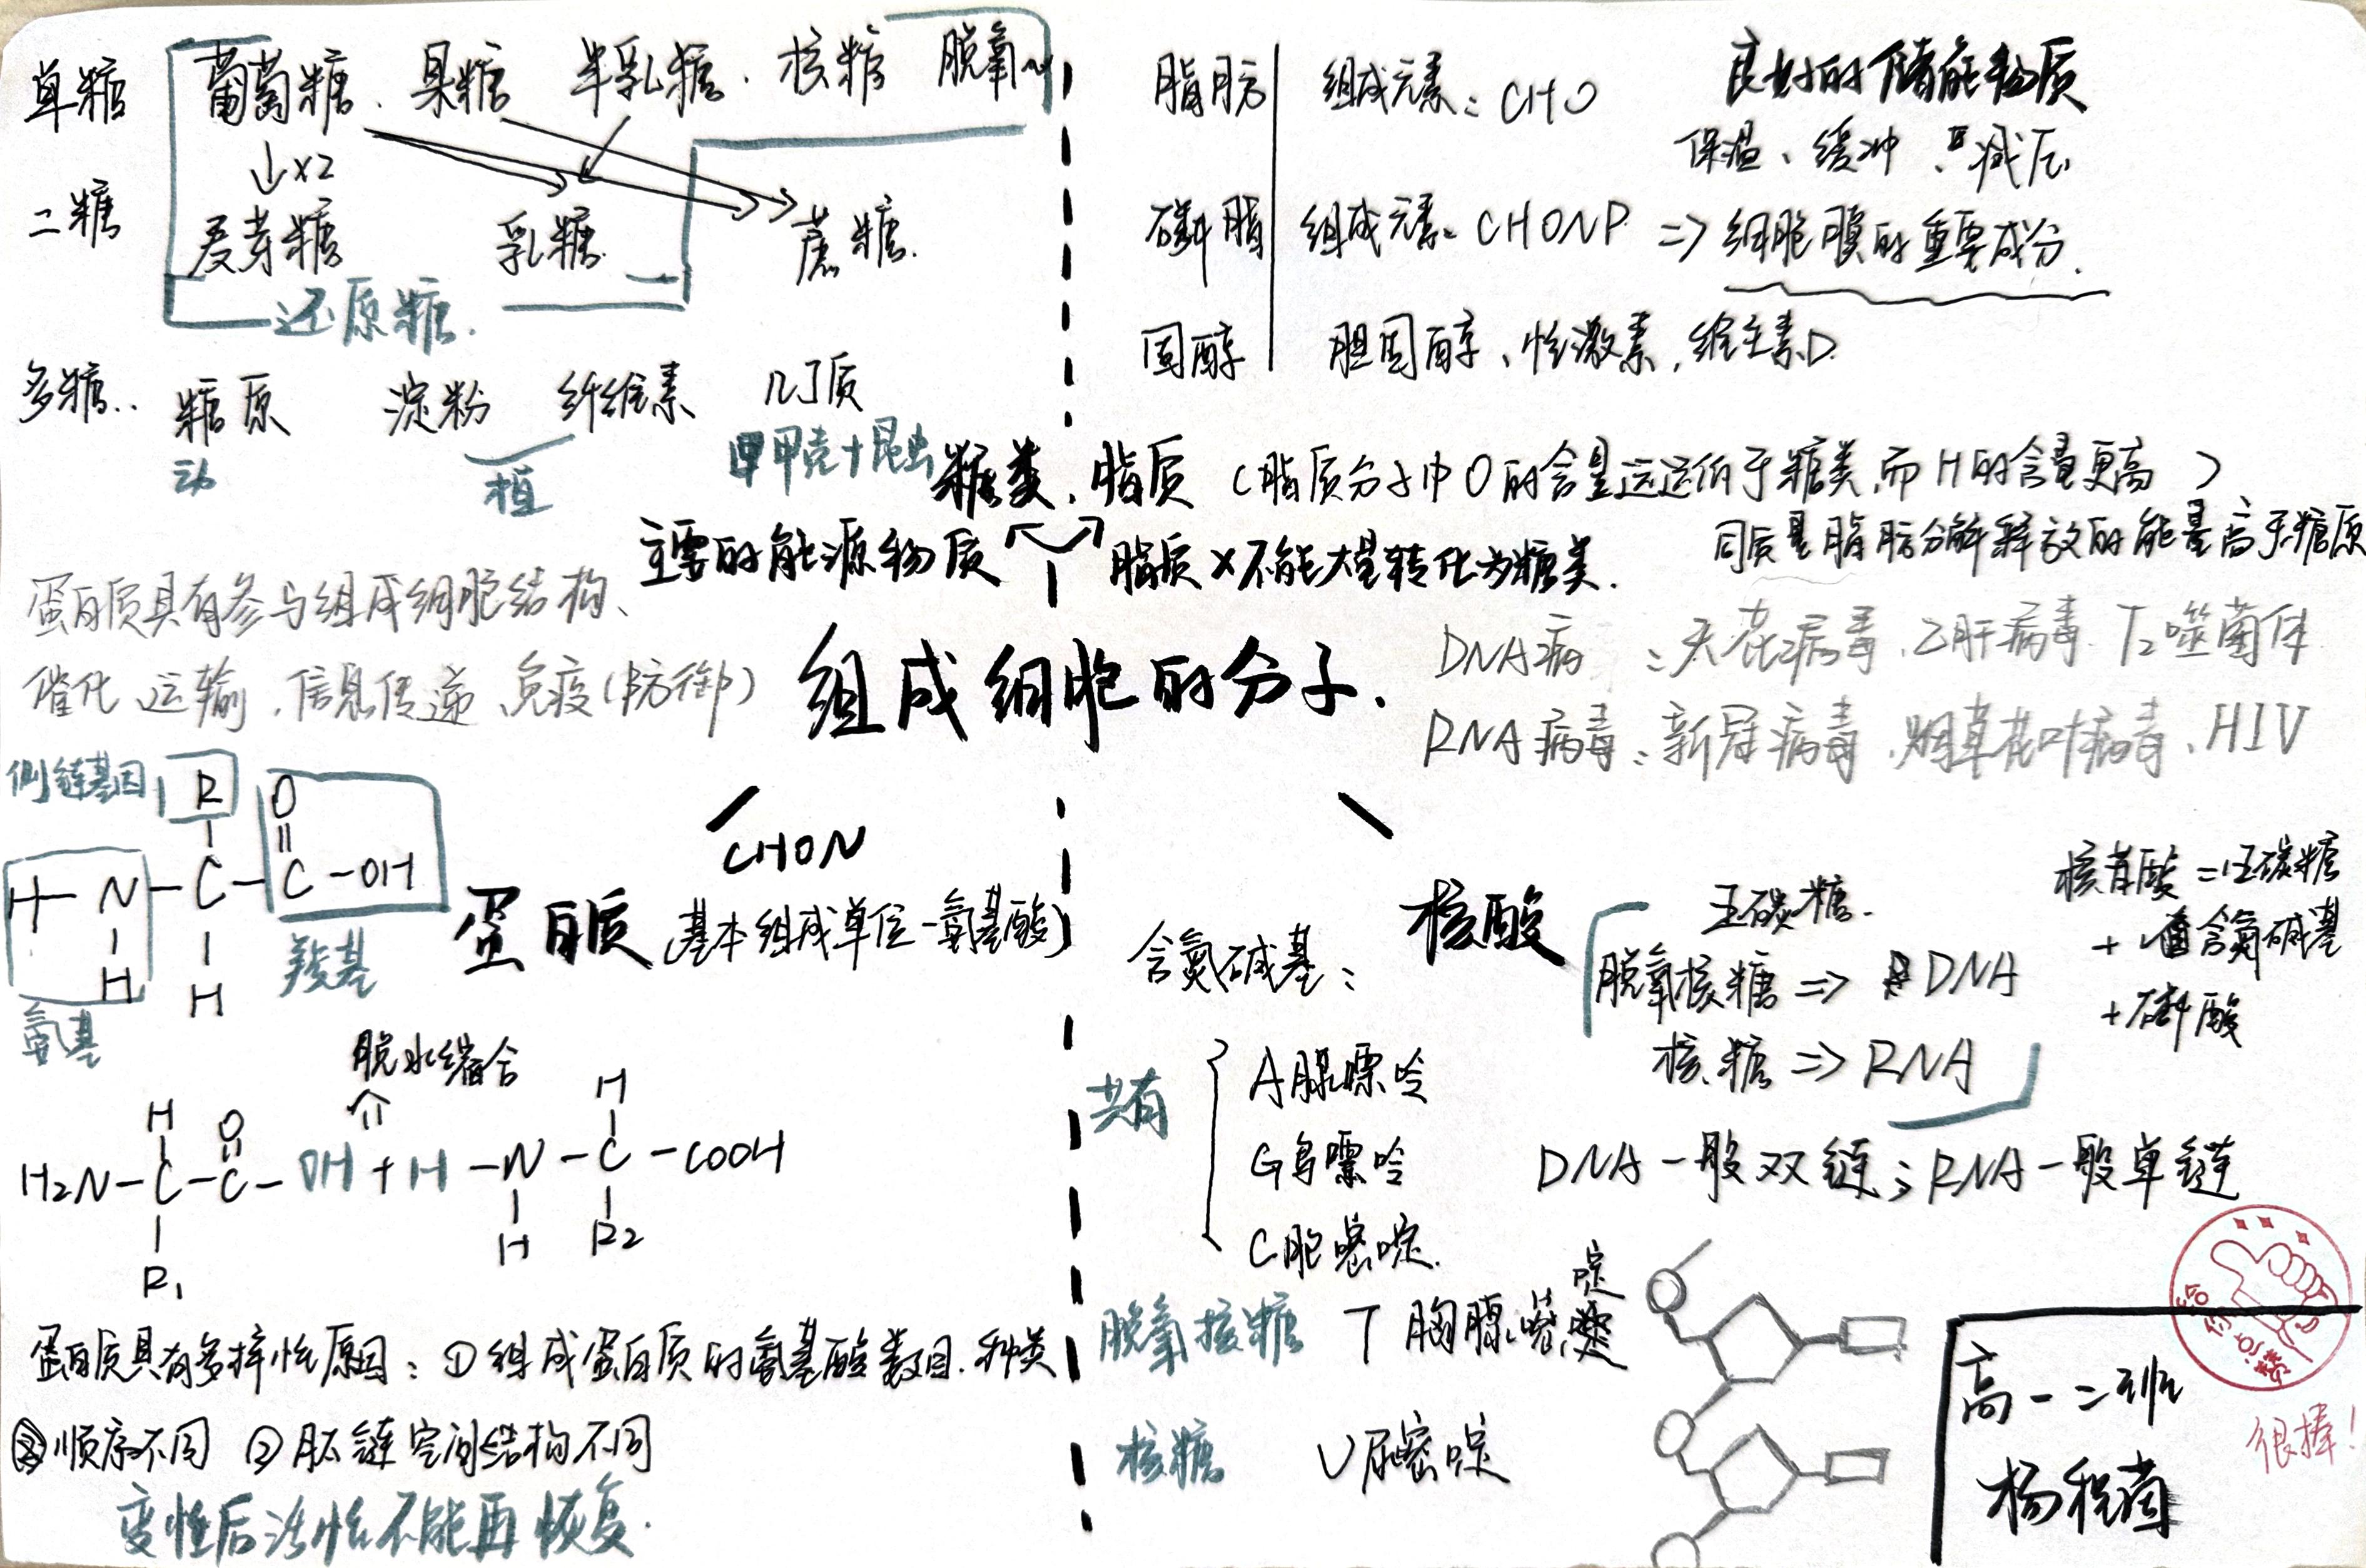 单糖 葡萄糖、果糖 半乳糖、核糖 脱氧~
↓×2
二糖 麦芽糖 乳糖 蔗糖.
还原糖.
多糖.. 糖原 淀粉 纤维素 几丁质
动 植 甲壳+昆虫
脂肪 组成元素: CHO 良好的储能物质
保温、缓冲、减压
磷脂 组成元素: CHONP => 细胞膜的重要成分.
固醇 胆固醇、性激素,维生素D
糖类、脂质 (脂质分子中O的含量远远低于糖类,而H的含量更高)
主要的能源物质 脂质×不能大量转化为糖类.
同质量脂肪分解释放的能量高于糖原
蛋白质具有参与组成细胞结构、
催化、运输、信息传递、免疫(防御)
组成细胞的分子.
DNA病:天花病毒、乙肝病毒、T2噬菌体
RNA病毒:新冠病毒、烟草花叶病毒、HIV
CHON
蛋白质 (基本组成单位-氨基酸)
侧链基因 R O
H-N-C-C-OH
H H
羧基
氨基
脱水缩合
H O H
H2N-C-C-OH+H-N-C-COOH
R1 H R2
蛋白质具有多样性原因:①组成蛋白质的氨基酸数目、种类
顺序不同 ②肽链空间结构不同
变性后活性不能再恢复.
核酸 五碳糖.
脱氧核糖 => DNA
核糖 => RNA
核苷酸=1五碳糖
+1含氮碱基
+磷酸
DNA一般双链;RNA一般单链
含氮碱基:
共有 A腺嘌呤
G鸟嘌呤
C胞嘧啶.
脱氧核糖 T 胸腺嘧啶
核糖 U尿嘧啶
给你点赞
很棒!
高一二班